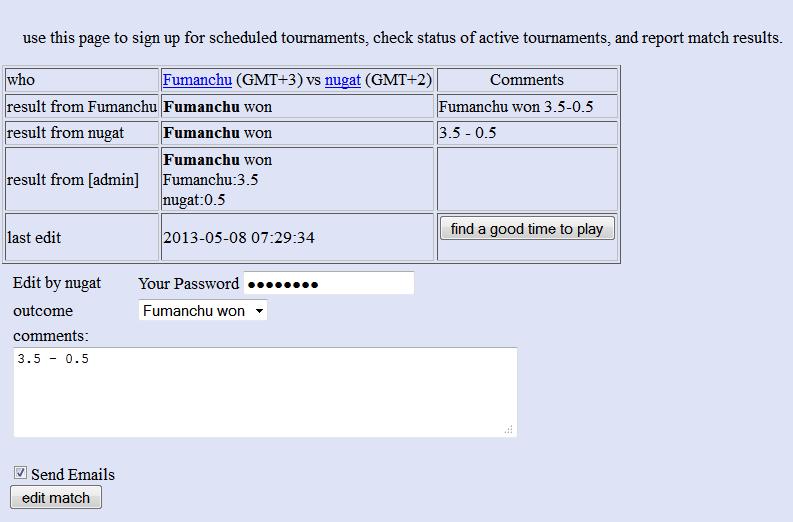 use this page to sign up for scheduled tournaments, check status of active tournaments, and report match results.
who Fumanchu (GMT+3) vs nugat (GMT+2) Comments
result from Fumanchu Fumanchu won Fumanchu won 3.5-0.5
result from nugat Fumanchu won 3.5 - 0.5
result from [admin] Fumanchu won
Fumanchu:3.5
nugat:0.5
last edit 2013-05-08 07:29:34 find a good time to play
Edit by nugat Your Password ●●●●●●●●
outcome Fumanchu won
comments:
3.5 - 0.5
Send Emails
edit match